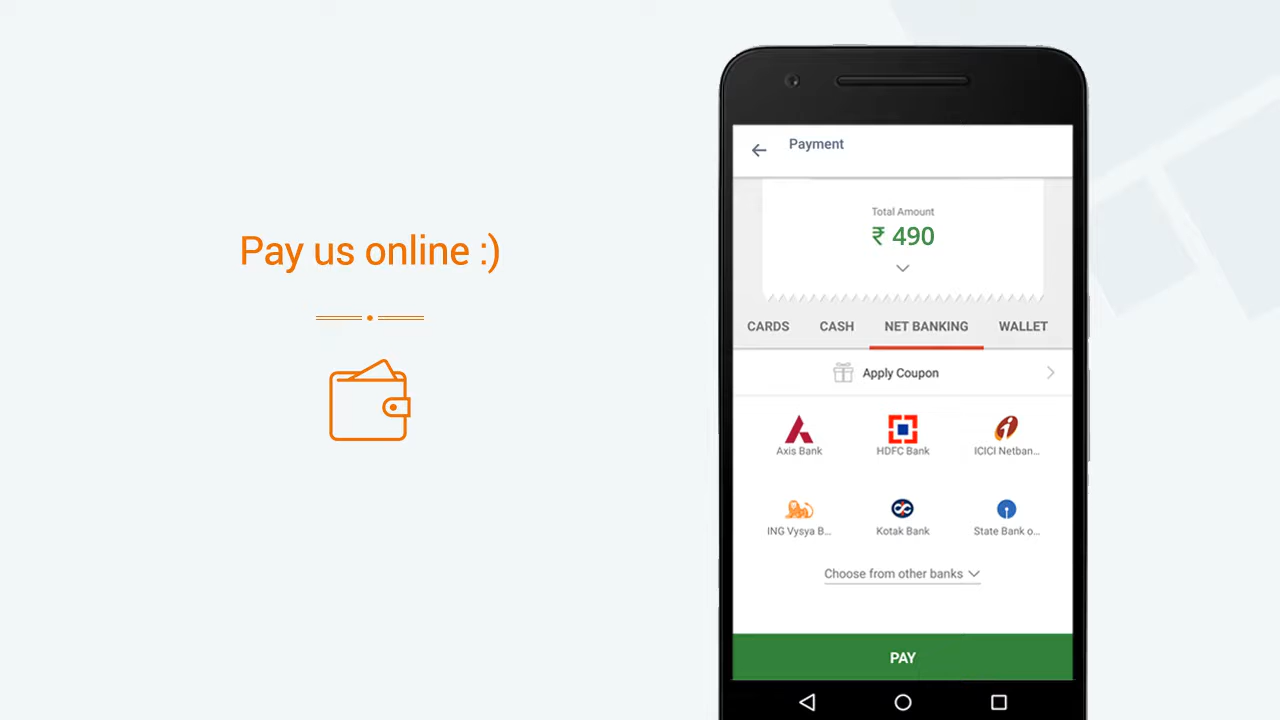 Pay us online :)
Payment
Total Amount
₹ 490
CARDS CASH NET BANKING WALLET
Apply Coupon
Axis Bank HDFC Bank ICICI Netban...
ING Vysya B... Kotak Bank State Bank o...
Choose from other banks
PAY